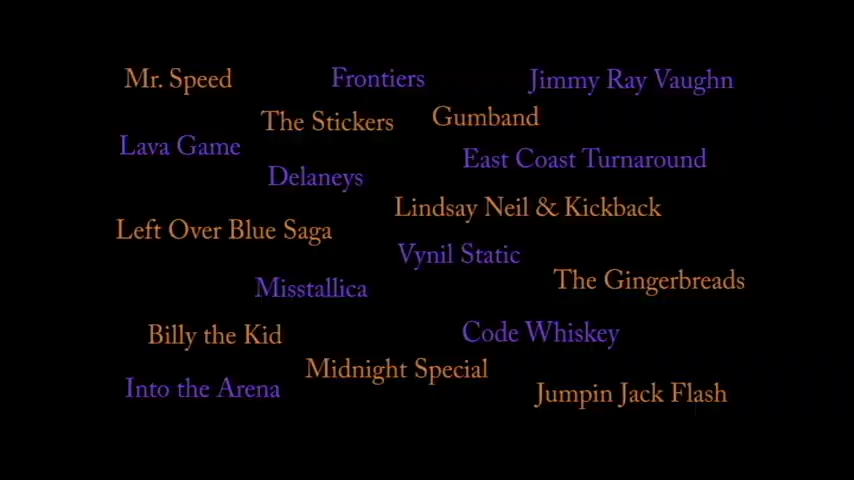 Mr. Speed
Frontiers
Jimmy Ray Vaughn
The Stickers
Gumband
Lava Game
East Coast Turnaround
Delaneys
Lindsay Neil & Kickback
Left Over Blue Saga
Vynil Static
The Gingerbreads
Misstallica
Billy the Kid
Code Whiskey
Midnight Special
Into the Arena
Jumpin Jack Flash